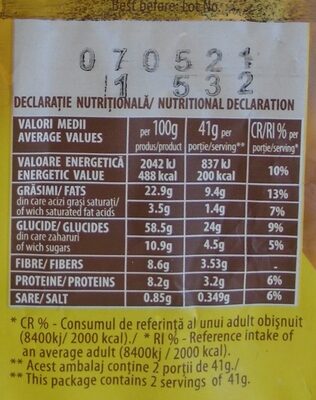 Best before: Lot No.
070521
1 532
DECLARAȚIE NUTRIȚIONALĂ/ NUTRITIONAL DECLARATION
VALORI MEDII
AVERAGE VALUES
per 100g
produs/product
41g per
porție/serving**
CR/RI % per
porție/serving*
VALOARE ENERGETICĂ
ENERGETIC VALUE
2042 kJ
488 kcal
837 kJ
200 kcal
10%
GRĂSIMI/ FATS
22.9g
9.4g
13%
din care acizi grași saturați/
of wich saturated fat acids
3.5g
1.4g
7%
GLUCIDE/ GLUCIDES
58.5g
24g
9%
din care zaharuri
of wich sugars
10.9g
4.5g
5%
FIBRE/ FIBERS
8.6g
3.53g
-
PROTEINE/ PROTEINS
8.2g
3.2g
6%
SARE/ SALT
0.85g
0.349g
6%
* CR % - Consumul de referință al unui adult obișnuit
(8400kj/ 2000 kcal)./ * RI % - Reference intake of
an average adult (8400kj / 2000 kcal).
** Acest ambalaj conține 2 porții de 41g./
** This package contains 2 servings of 41g.